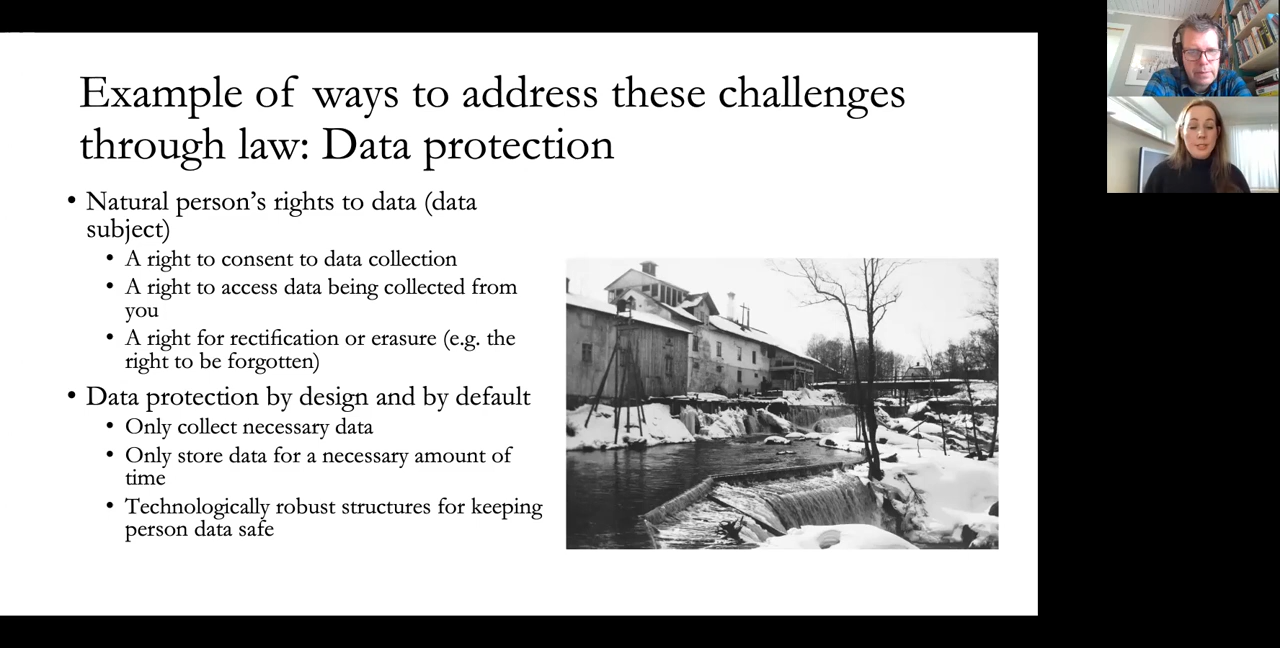 Example of ways to address these challenges
through law: Data protection
• Natural person’s rights to data (data
subject)
• A right to consent to data collection
• A right to access data being collected from
you
• A right for rectification or erasure (e.g. the
right to be forgotten)
• Data protection by design and by default
• Only collect necessary data
• Only store data for a necessary amount of
time
• Technologically robust structures for keeping
person data safe